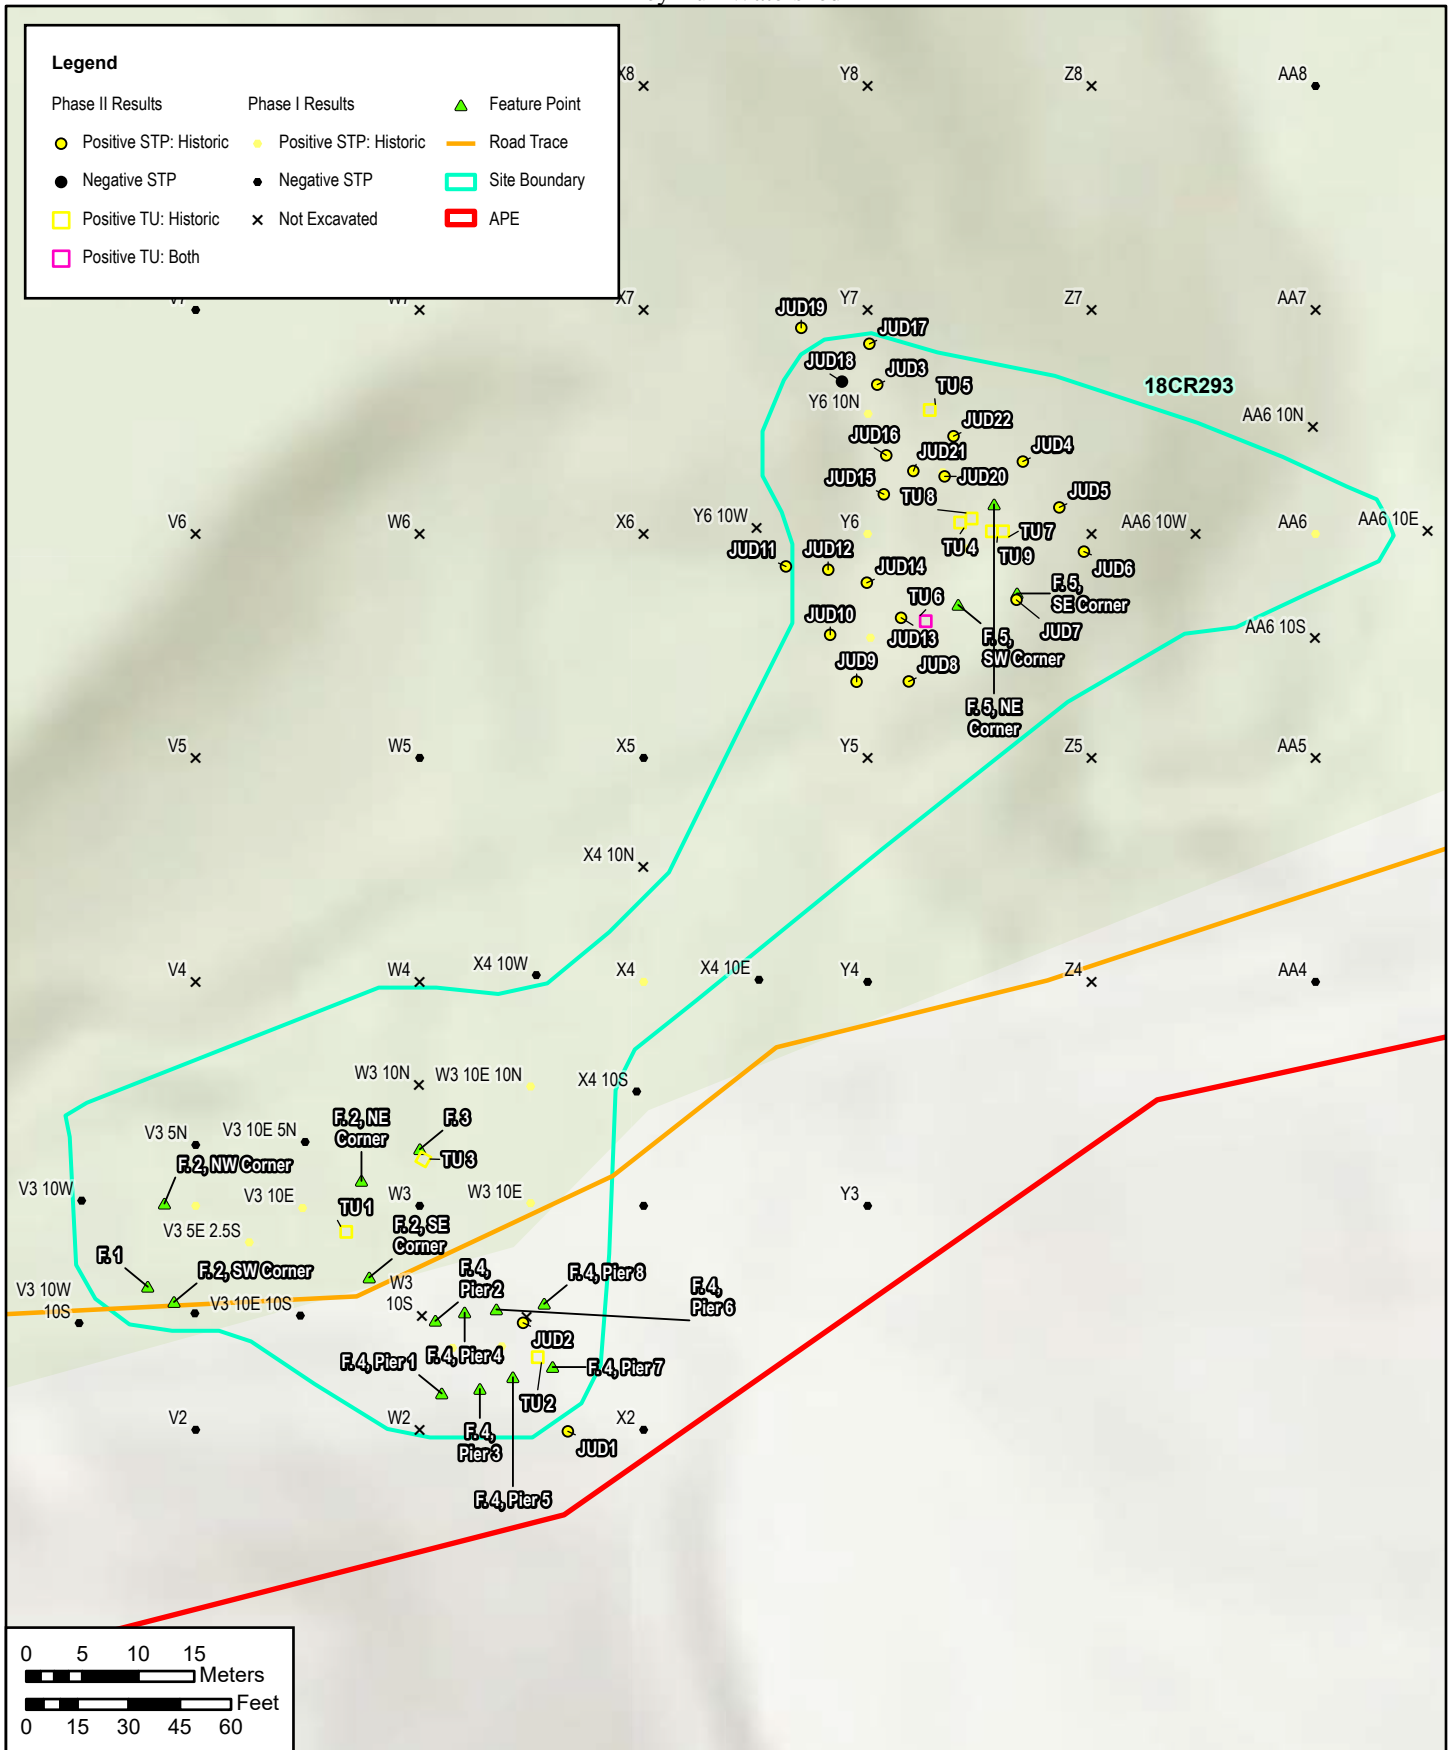 Legend
Phase II Results
Phase I Results
Feature Point
Positive STP: Historic
Positive STP: Historic
Road Trace
Negative STP
Negative STP
Site Boundary
Positive TU: Historic
Not Excavated
APE
Positive TU: Both
X8
Y8
Z8
AA8
V7
W7
X7
Y7
Z7
AA7
JUD19
JUD17
JUD18
JUD3
TU 5
18CR293
Y6 10N
JUD22
AA6 10N
JUD16
JUD21
JUD4
JUD15
JUD20
TU 8
JUD5
V6
W6
X6
Y6 10W
Y6
TU 4
TU 7
TU 9
AA6 10W
AA6
AA6 10E
JUD11
JUD12
JUD14
JUD6
F. 5,
SE Corner
TU 6
JUD10
JUD13
JUD7
AA6 10S
F. 5,
SW Corner
JUD9
JUD8
F. 5, NE
Corner
V5
W5
X5
Y5
Z5
AA5
X4 10N
V4
W4
X4 10W
X4
X4 10E
Y4
Z4
AA4
W3 10N
W3 10E 10N
X4 10S
F. 2, NE
Corner
F. 3
V3 5N
V3 10E 5N
TU 3
F. 2, NW Corner
V3 10W
V3 10E
W3
W3 10E
Y3
TU 1
V3 5E 2.5S
F. 2, SE
Corner
F. 1
F. 2, SW Corner
V3 10W
10S
V3 10E 10S
W3
10S
F. 4,
Pier 2
F. 4, Pier 8
F. 4,
Pier 6
JUD2
F. 4, Pier 1
F. 4, Pier 4
F. 4, Pier 7
TU 2
V2
W2
X2
F. 4,
Pier 3
JUD1
F. 4, Pier 5
0 5 10 15
Meters
Feet
0 15 30 45 60